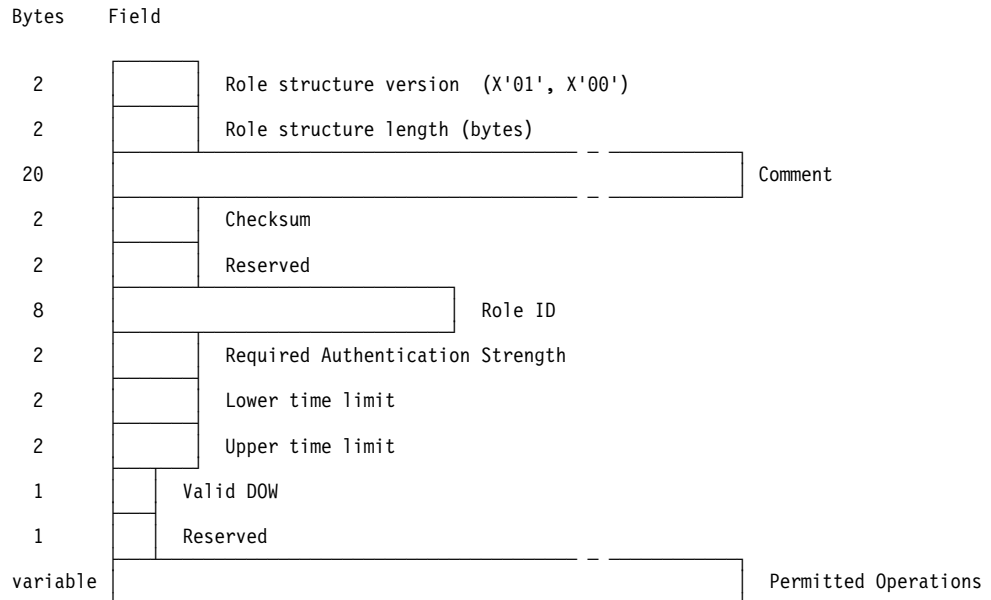 Bytes Field
2 Role structure version (X'01', X'00')
2 Role structure length (bytes)
20 Comment
2 Checksum
2 Reserved
8 Role ID
2 Required Authentication Strength
2 Lower time limit
2 Upper time limit
1 Valid DOW
1 Reserved
variable Permitted Operations